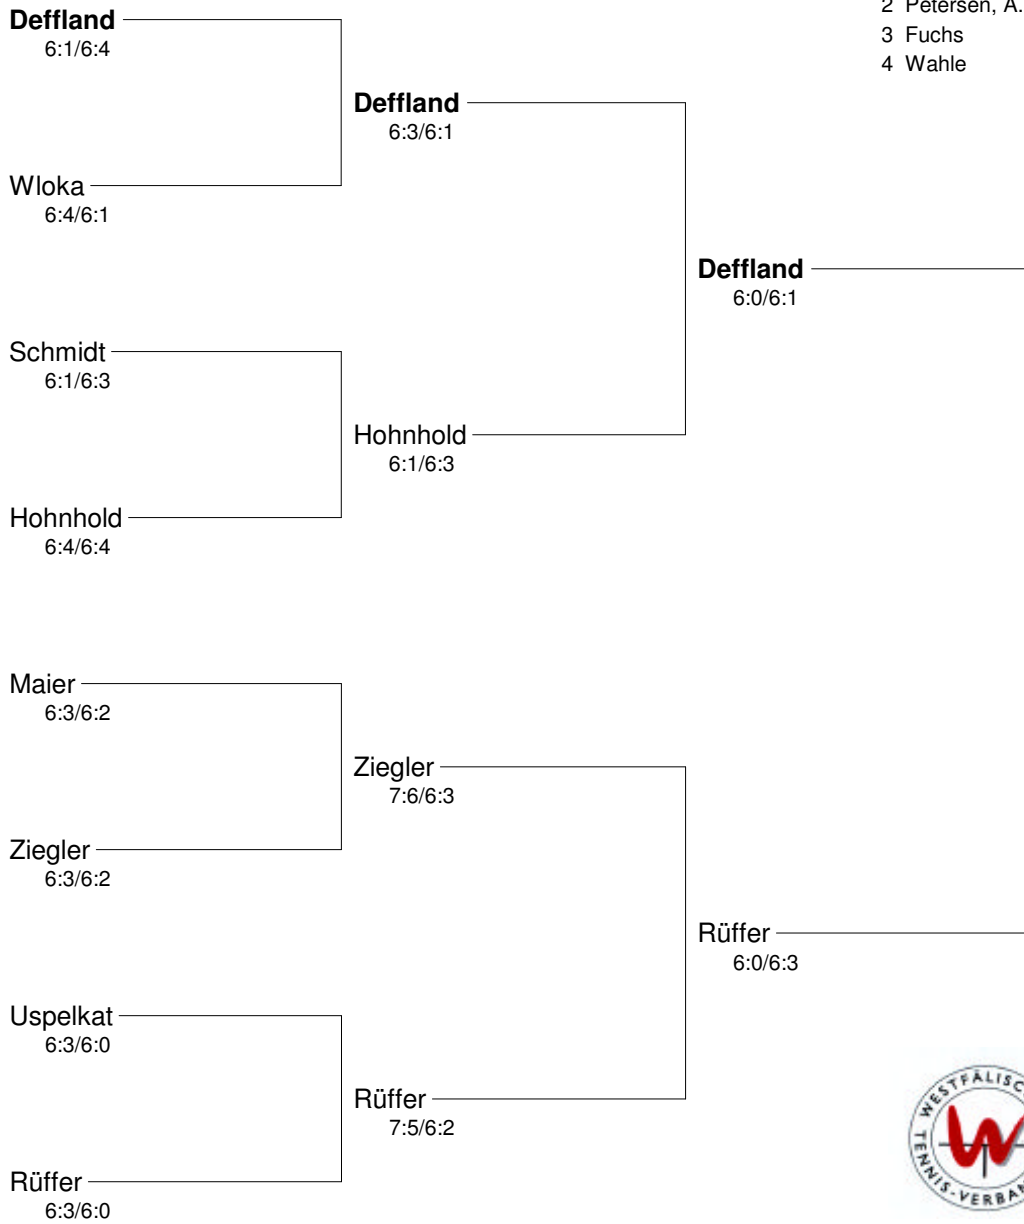 2 Petersen, A.
3 Fuchs
4 Wahle
Deffland
6:1/6:4
Deffland
6:3/6:1
Wloka
6:4/6:1
Deffland
6:0/6:1
Schmidt
6:1/6:3
Hohnhold
6:1/6:3
Hohnhold
6:4/6:4
Maier
6:3/6:2
Ziegler
7:6/6:3
Ziegler
6:3/6:2
Rüffer
6:0/6:3
Uspelkat
6:3/6:0
Rüffer
7:5/6:2
Rüffer
6:3/6:0
WESTFÄLISC
TENNIS-VERBAN